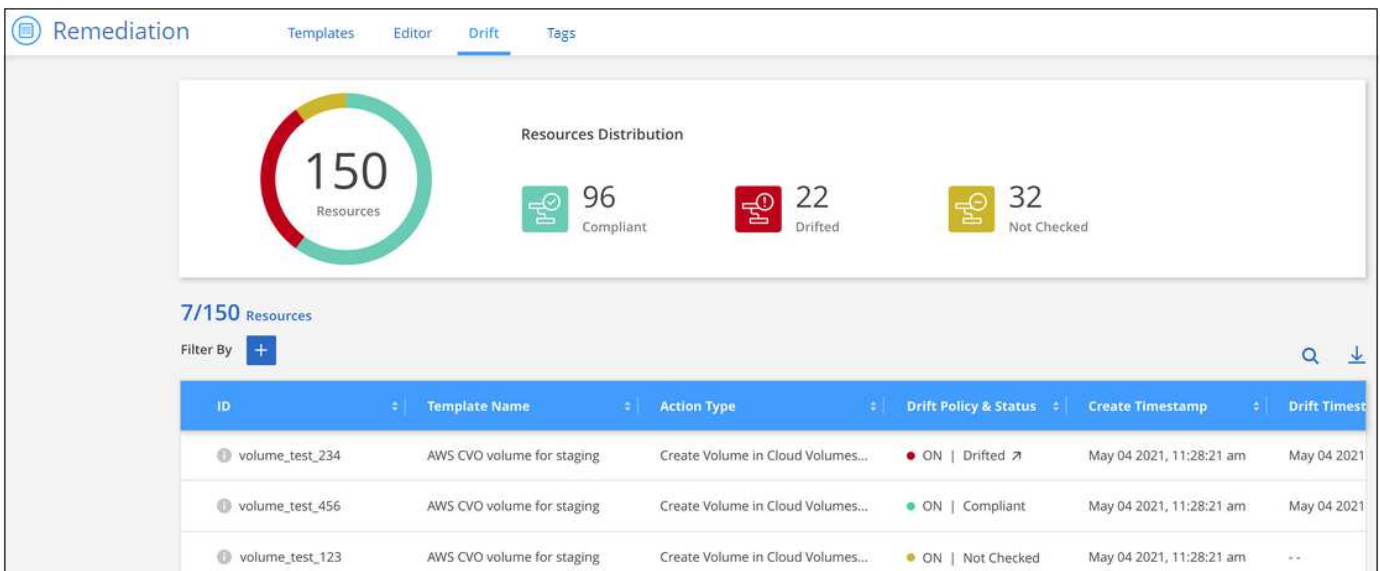 Remediation Templates Editor Drift Tags
Resources Distribution
150
Resources
96
Compliant
22
Drifted
32
Not Checked
7/150 Resources
Filter By +
ID Template Name Action Type Drift Policy & Status Create Timestamp Drift Timest
volume_test_234 AWS CVO volume for staging Create Volume in Cloud Volumes... ON | Drifted May 04 2021, 11:28:21 am May 04 2021
volume_test_456 AWS CVO volume for staging Create Volume in Cloud Volumes... ON | Compliant May 04 2021, 11:28:21 am May 04 2021
volume_test_123 AWS CVO volume for staging Create Volume in Cloud Volumes... ON | Not Checked May 04 2021, 11:28:21 am - -